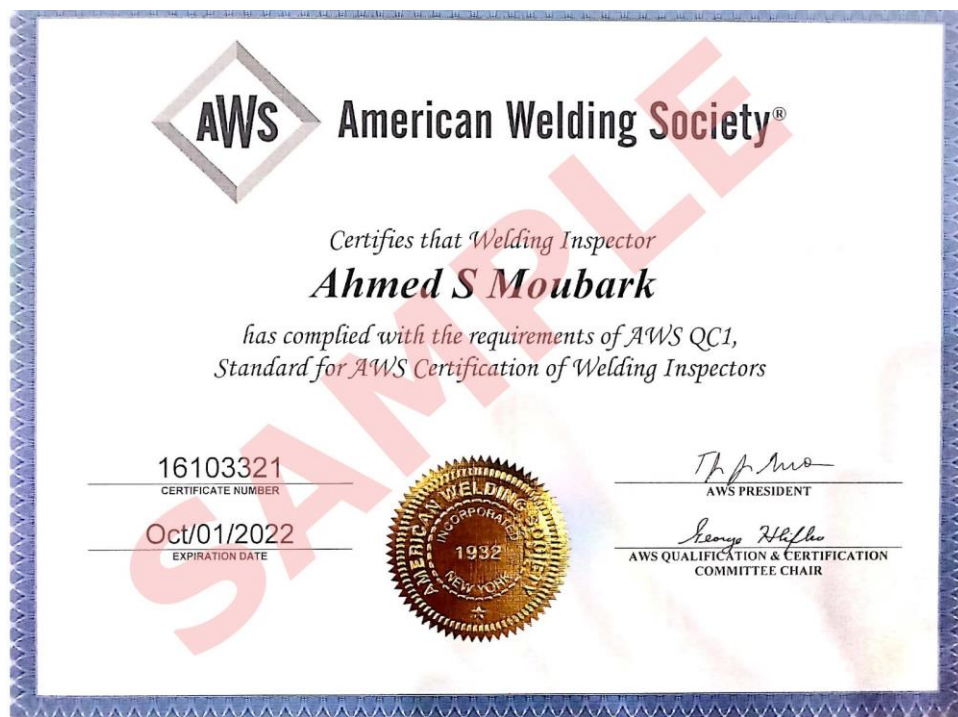 AWS American Welding Society®
Certifies that Welding Inspector
Ahmed S Moubark
has complied with the requirements of AWS QC1,
Standard for AWS Certification of Welding Inspectors
16103321
CERTIFICATE NUMBER
Oct/01/2022
EXPIRATION DATE
AMERICAN WELDING SOCIETY
INCORPORATED
1932
NEW YORK
AWS PRESIDENT
AWS QUALIFICATION & CERTIFICATION
COMMITTEE CHAIR
SAMPLE